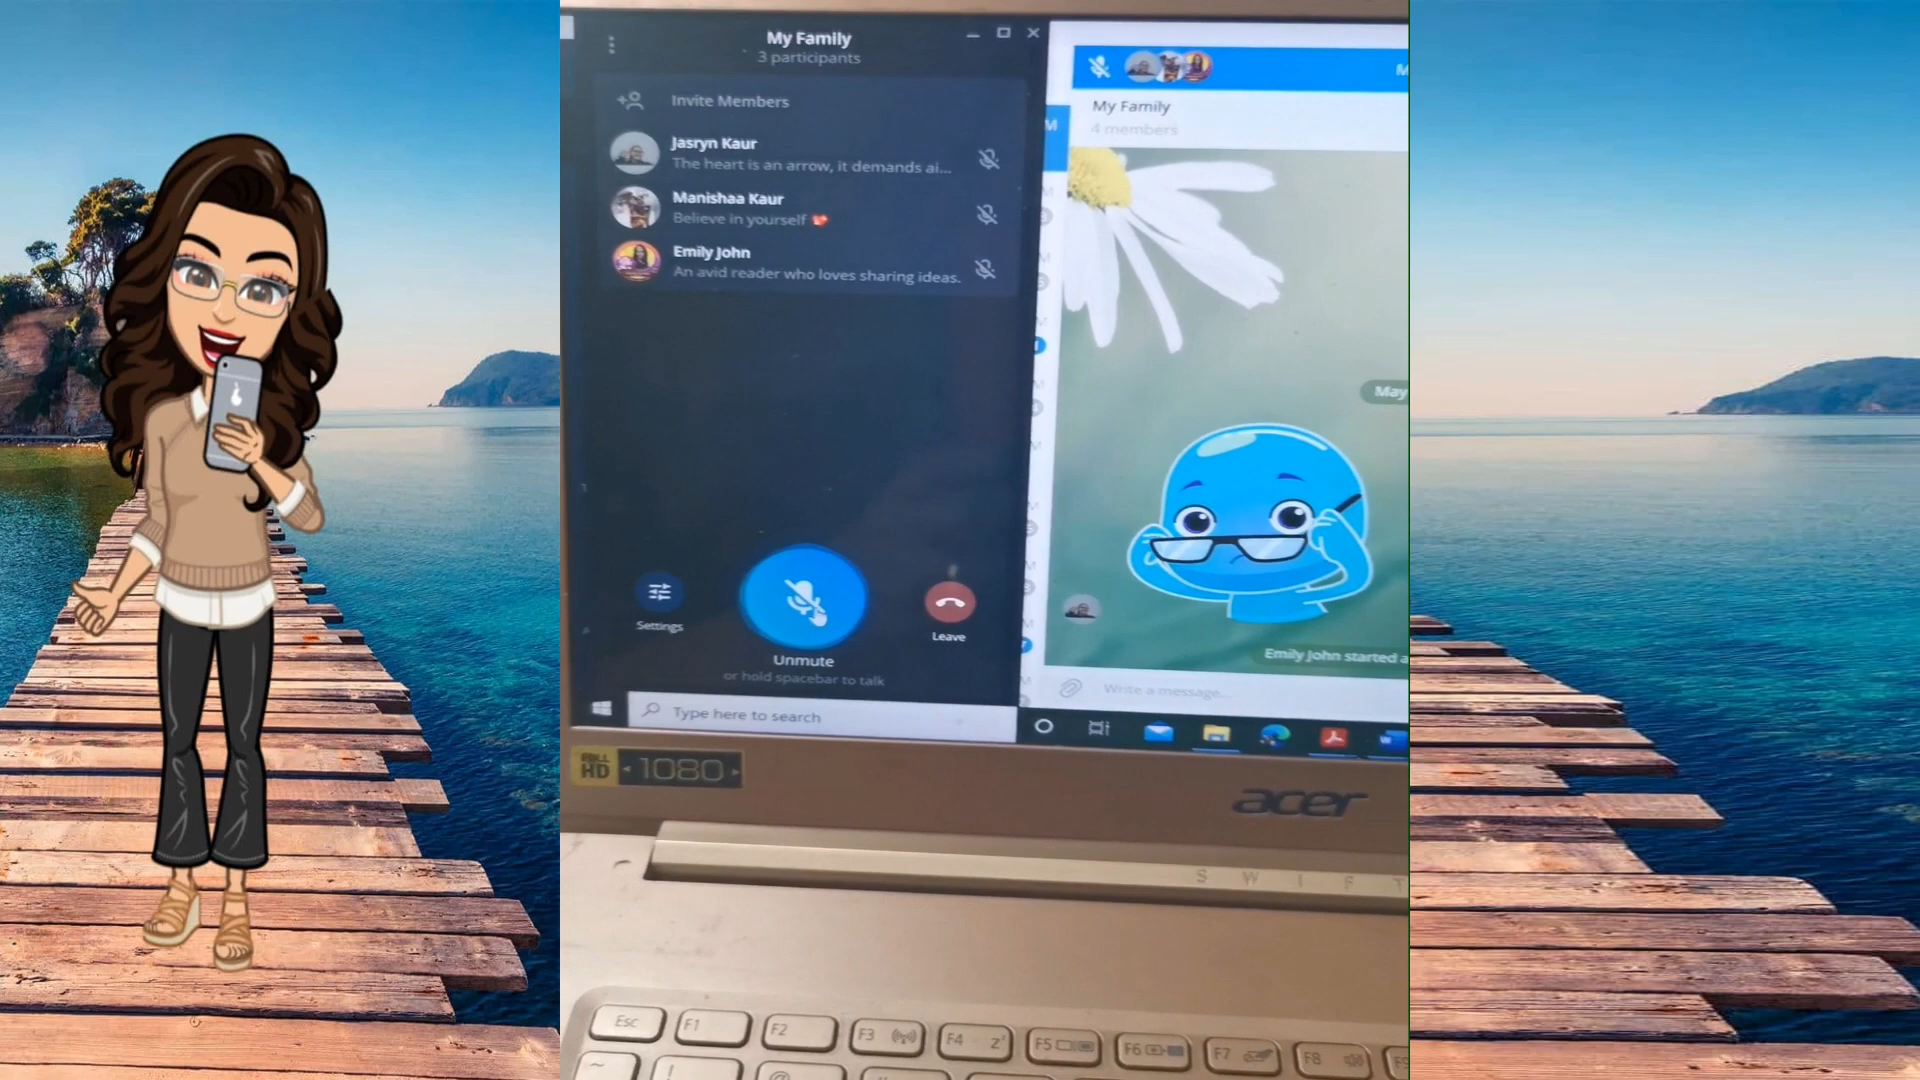 My Family
3 participants
Invite Members
Jasryn Kaur
The heart is an arrow, it demands ai...
Manishaa Kaur
Believe in yourself
Emily John
An avid reader who loves sharing ideas.
Settings
Unmute
or hold spacebar to talk
Leave
Type here to search
M
My Family
4 members
May
Emily John started a
Write a message...
FULL HD 1080
acer
SWIFT
Esc F1 F2 F3 F4 F5 F6 F7 F8 F9